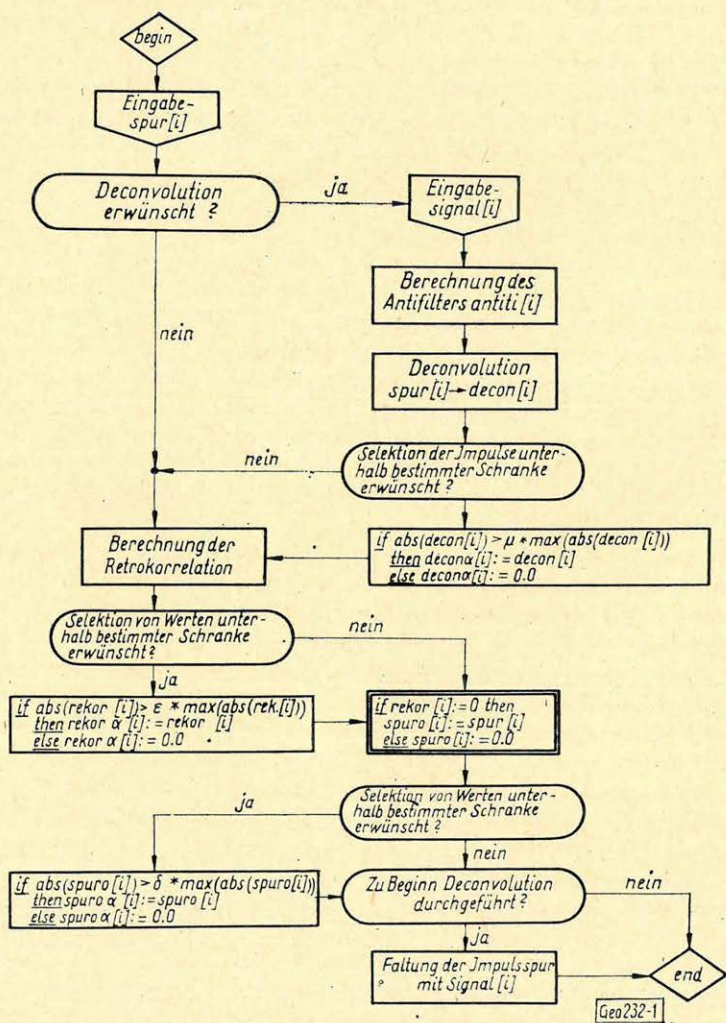 begin
Eingabe-
spur[i]
Deconvolution
erwünscht ?
ja
Eingabe-
signal[i]
Berechnung des
Antifilters antiti[i]
nein
Deconvolution
spur[i]→decon[i]
Selektion der Jmpulse unter-
halb bestimmter Schranke
erwünscht ?
nein
if abs(decon[i])>μ*max(abs(decon [i]))
then deconα[i]:= decon [i]
else deconα[i]:= 0.0
Berechnung der
Retrokorrelation
Selektion von Werten unter-
halb bestimmter Schranke
erwünscht?
nein
ja
if abs(rekor [i])> ε * max(abs(rek.[i]))
then rekor α [i]:= rekor [i]
else rekor α [i]:= 0.0
if rekor [i]:=0 then
spuro [i]:= spur [i]
else spuro [i]:= 0.0
ja
Selektion von Werten unter-
halb bestimmter Schranke
erwünscht ?
nein
if abs(spuro[i])>δ *max(abs(spuro[i]))
then spuro α [i]:=spuro [i]
else spuro α [i]:= 0.0
Zu Beginn Deconvolution
durchgeführt?
nein
ja
Faltung der Jmpulsspur
mit Signal [i]
end
Geo232-1